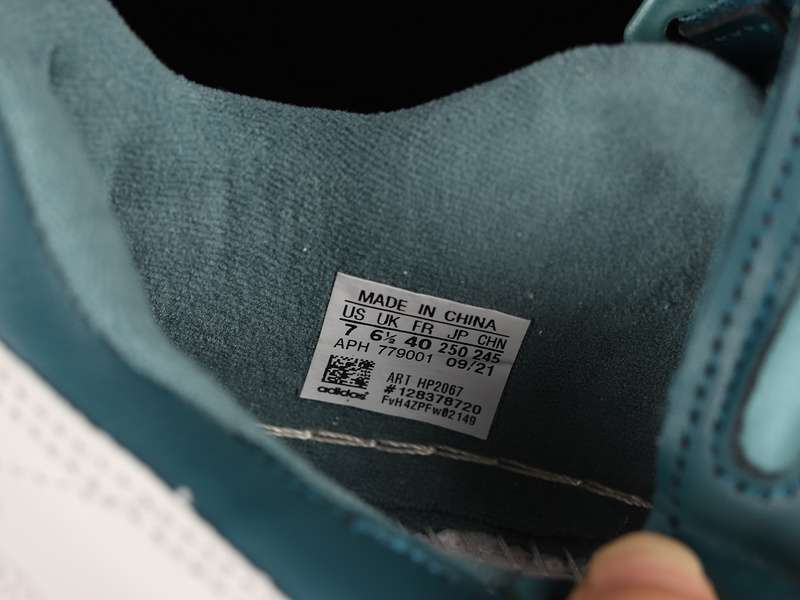 MADE IN CHINA
US UK FR JP CHN
7 6½ 40 250 245
APH 779001 09/21
ART HP2067
#128378720
adidas FvH4ZPFw02149